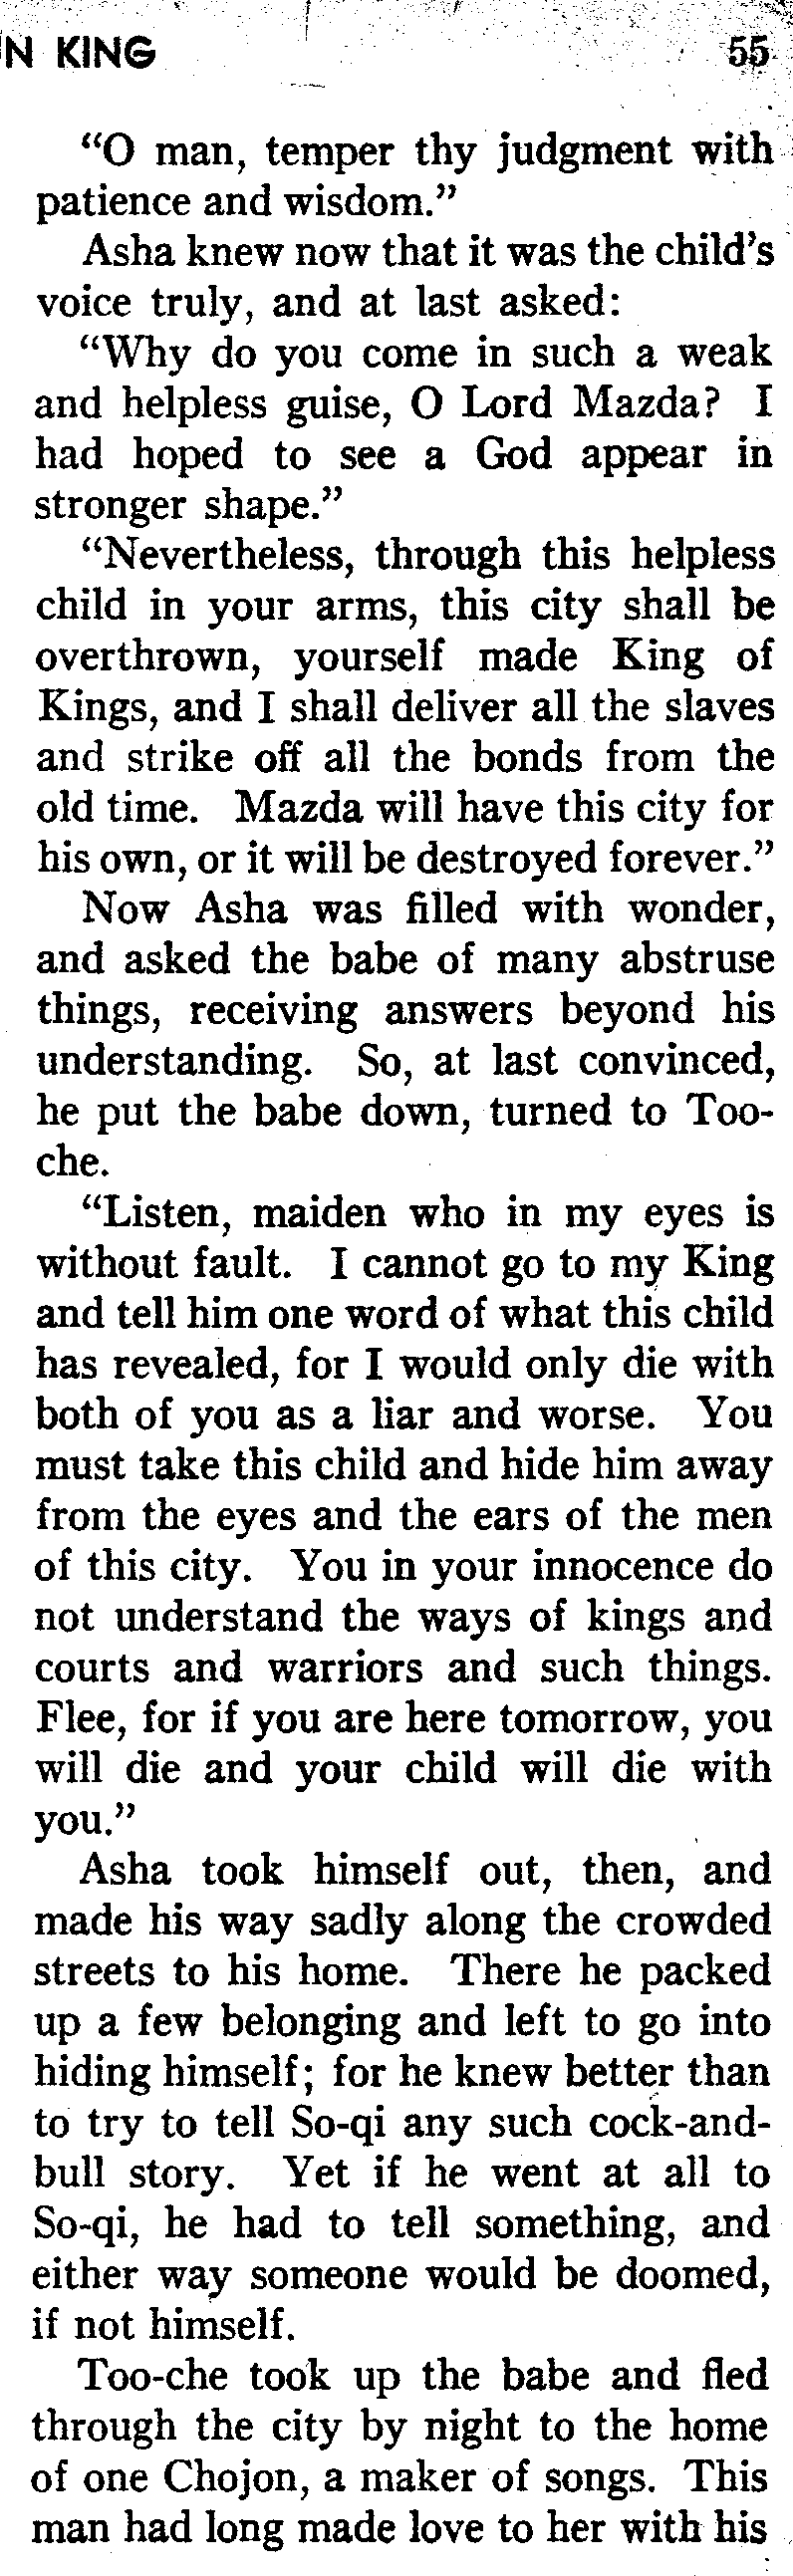 N KING 55
“O man, temper thy judgment with
patience and wisdom.”
Asha knew now that it was the child’s
voice truly, and at last asked:
“Why do you come in such a weak
and helpless guise, O Lord Mazda? I
had hoped to see a God appear in
stronger shape.”
“Nevertheless, through this helpless
child in your arms, this city shall be
overthrown, yourself made King of
Kings, and I shall deliver all the slaves
and strike off all the bonds from the
old time. Mazda will have this city for
his own, or it will be destroyed forever.”
Now Asha was filled with wonder,
and asked the babe of many abstruse
things, receiving answers beyond his
understanding. So, at last convinced,
he put the babe down, turned to Too-
che.
“Listen, maiden who in my eyes is
without fault. I cannot go to my King
and tell him one word of what this child
has revealed, for I would only die with
both of you as a liar and worse. You
must take this child and hide him away
from the eyes and the ears of the men
of this city. You in your innocence do
not understand the ways of kings and
courts and warriors and such things.
Flee, for if you are here tomorrow, you
will die and your child will die with
you.”
Asha took himself out, then, and
made his way sadly along the crowded
streets to his home. There he packed
up a few belonging and left to go into
hiding himself; for he knew better than
to try to tell So-qi any such cock-and-
bull story. Yet if he went at all to
So-qi, he had to tell something, and
either way someone would be doomed,
if not himself.
Too-che took up the babe and fled
through the city by night to the home
of one Chojon, a maker of songs. This
man had long made love to her with his